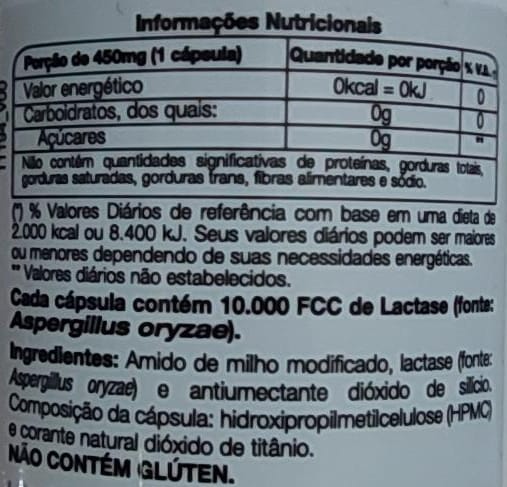 Informações Nutricionais
Porção de 450mg (1 cápsula) Quantidade por porção % V.D.
Valor energético 0kcal = 0kJ 0
Carboidratos, dos quais: 0g 0
Açúcares 0g **
Não contém quantidades significativas de proteínas, gorduras totais,
gorduras saturadas, gorduras trans, fibras alimentares e sódio.
(*) % Valores Diários de referência com base em uma dieta de
2.000 kcal ou 8.400 kJ. Seus valores diários podem ser maiores
ou menores dependendo de suas necessidades energéticas.
** Valores diários não estabelecidos.
Cada cápsula contém 10.000 FCC de Lactase (fonte:
Aspergillus oryzae).
Ingredientes: Amido de milho modificado, lactase (fonte:
Aspergillus oryzae) e antiumectante dióxido de silício.
Composição da cápsula: hidroxipropilmetilcelulose (HPMC)
e corante natural dióxido de titânio.
NÃO CONTÉM GLÚTEN.